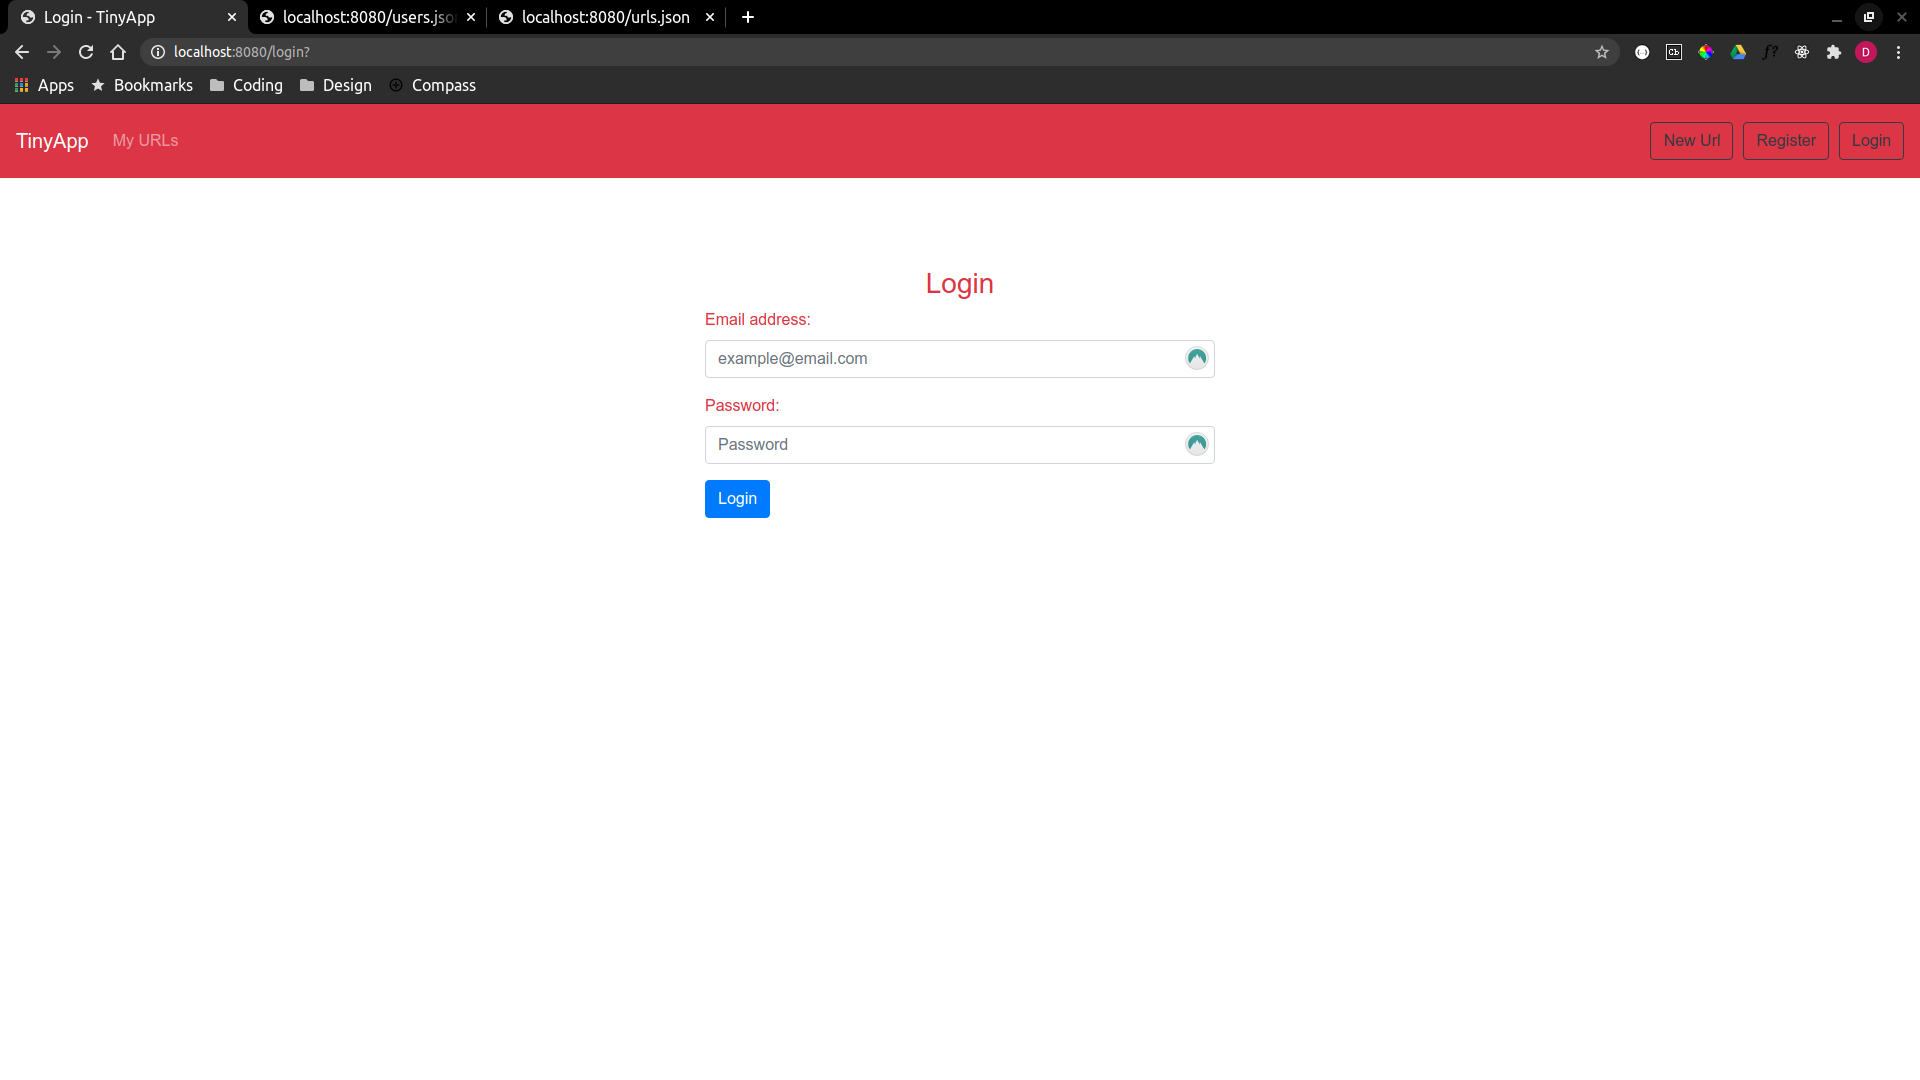 Login - TinyApp
localhost:8080/users.jso
localhost:8080/urls.json
localhost:8080/login?
Cb
f?
D
Apps
Bookmarks
Coding
Design
Compass
TinyApp
My URLs
New Url
Register
Login
Login
Email address:
example@email.com
Password:
Password
Login